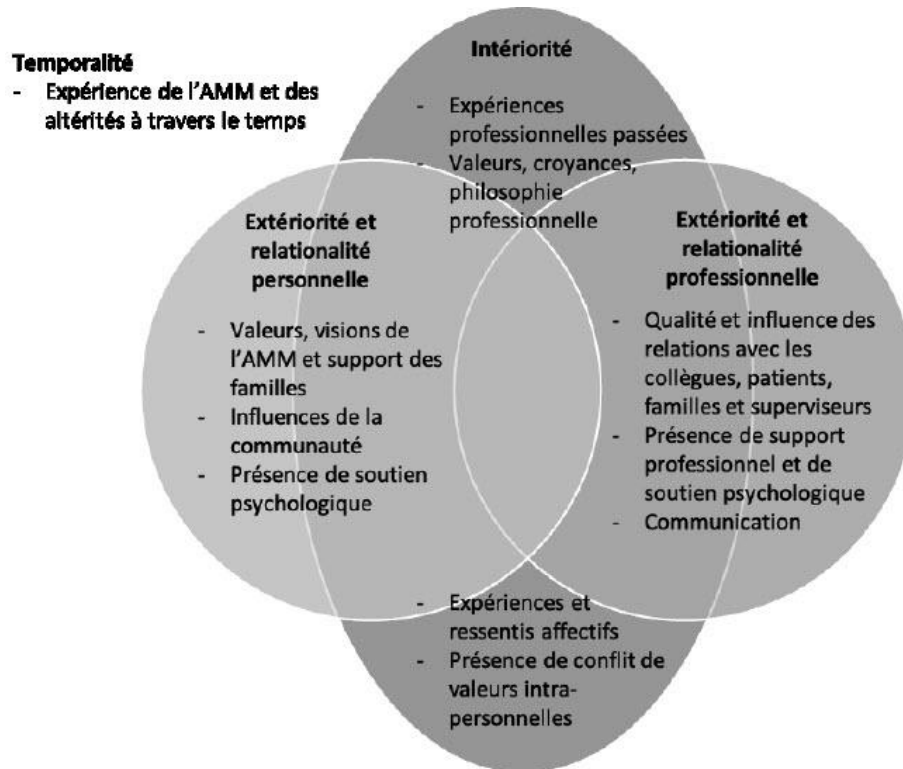 Temporalité
- Expérience de l'AMM et des
altérités à travers le temps
Intériorité
- Expériences
professionnelles passées
- Valeurs, croyances,
philosophie
professionnelle
Extériorité et
relationalité
personnelle
- Valeurs, visions de
l'AMM et support des
familles
- Influences de la
communauté
- Présence de soutien
psychologique
Extériorité et
relationalité
professionnelle
- Qualité et influence des
relations avec les
collègues, patients,
familles et superviseurs
- Présence de support
professionnel et de
soutien psychologique
- Communication
- Expériences et
ressentis affectifs
- Présence de conflit de
valeurs intra-
personnelles